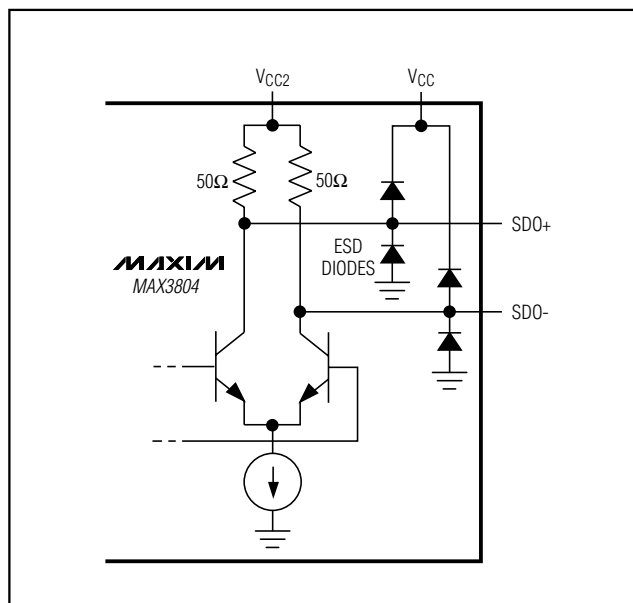 VCC2
VCC
50Ω
50Ω
SDO+
ESD
DIODES
MAXIM
MAX3804
SDO-